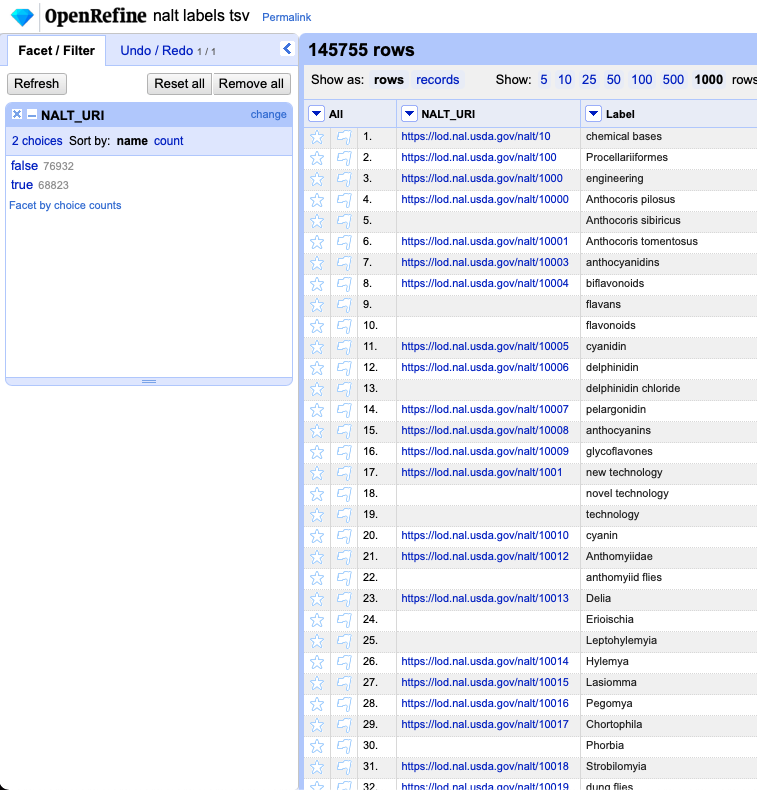 OpenRefine nalt labels tsv Permalink
Facet / Filter Undo / Redo 1 / 1
Refresh Reset all Remove all
NALT_URI change
2 choices Sort by: name count
false 76932
true 68823
Facet by choice counts
145755 rows
Show as: rows records Show: 5 10 25 50 100 500 1000 rows
All NALT_URI Label
1. https://lod.nal.usda.gov/nalt/10 chemical bases
2. https://lod.nal.usda.gov/nalt/100 Procellariiformes
3. https://lod.nal.usda.gov/nalt/1000 engineering
4. https://lod.nal.usda.gov/nalt/10000 Anthocoris pilosus
5. Anthocoris sibiricus
6. https://lod.nal.usda.gov/nalt/10001 Anthocoris tomentosus
7. https://lod.nal.usda.gov/nalt/10003 anthocyanidins
8. https://lod.nal.usda.gov/nalt/10004 biflavonoids
9. flavans
10. flavonoids
11. https://lod.nal.usda.gov/nalt/10005 cyanidin
12. https://lod.nal.usda.gov/nalt/10006 delphinidin
13. delphinidin chloride
14. https://lod.nal.usda.gov/nalt/10007 pelargonidin
15. https://lod.nal.usda.gov/nalt/10008 anthocyanins
16. https://lod.nal.usda.gov/nalt/10009 glycoflavones
17. https://lod.nal.usda.gov/nalt/1001 new technology
18. novel technology
19. technology
20. https://lod.nal.usda.gov/nalt/10010 cyanin
21. https://lod.nal.usda.gov/nalt/10012 Anthomyiidae
22. anthomyiid flies
23. https://lod.nal.usda.gov/nalt/10013 Delia
24. Erioischia
25. Leptohylemyia
26. https://lod.nal.usda.gov/nalt/10014 Hylemya
27. https://lod.nal.usda.gov/nalt/10015 Lasiomma
28. https://lod.nal.usda.gov/nalt/10016 Pegomya
29. https://lod.nal.usda.gov/nalt/10017 Chortophila
30. Phorbia
31. https://lod.nal.usda.gov/nalt/10018 Strobilomyia
32. https://lod.nal.usda.gov/nalt/10019 dung flies